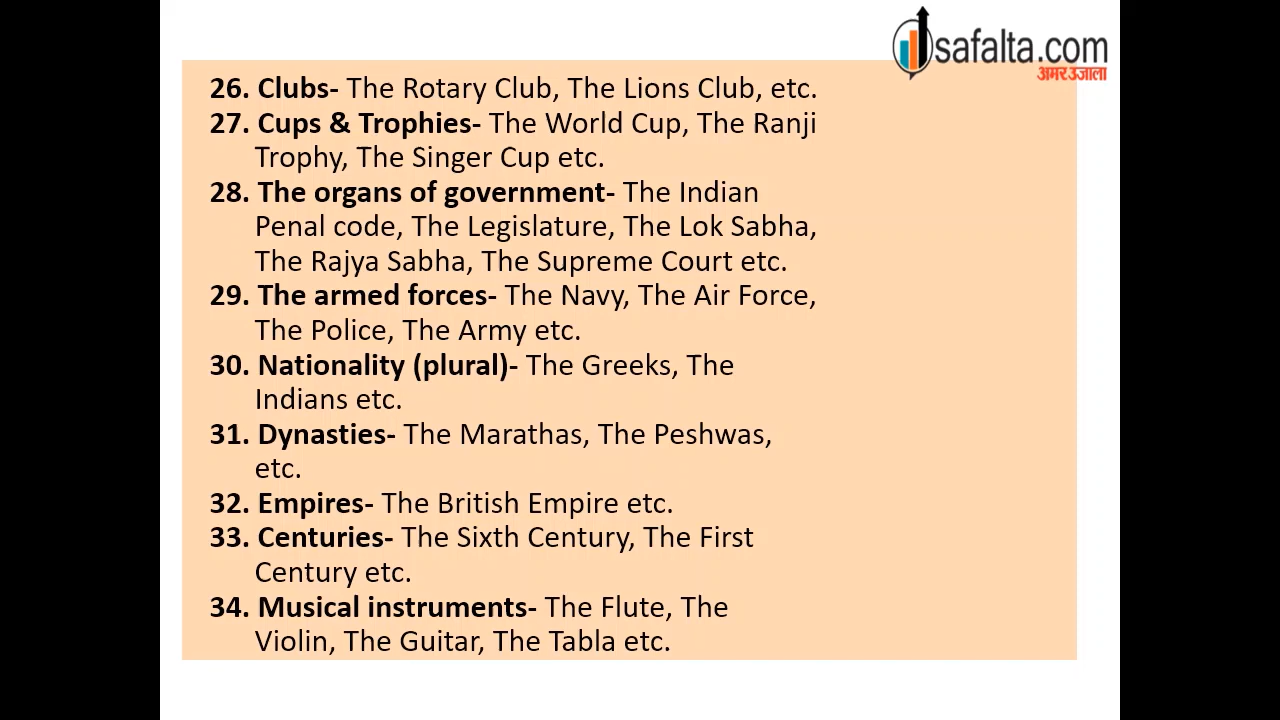 safalta.com
अमर उजाला
26. Clubs- The Rotary Club, The Lions Club, etc.
27. Cups & Trophies- The World Cup, The Ranji
Trophy, The Singer Cup etc.
28. The organs of government- The Indian
Penal code, The Legislature, The Lok Sabha,
The Rajya Sabha, The Supreme Court etc.
29. The armed forces- The Navy, The Air Force,
The Police, The Army etc.
30. Nationality (plural)- The Greeks, The
Indians etc.
31. Dynasties- The Marathas, The Peshwas,
etc.
32. Empires- The British Empire etc.
33. Centuries- The Sixth Century, The First
Century etc.
34. Musical instruments- The Flute, The
Violin, The Guitar, The Tabla etc.